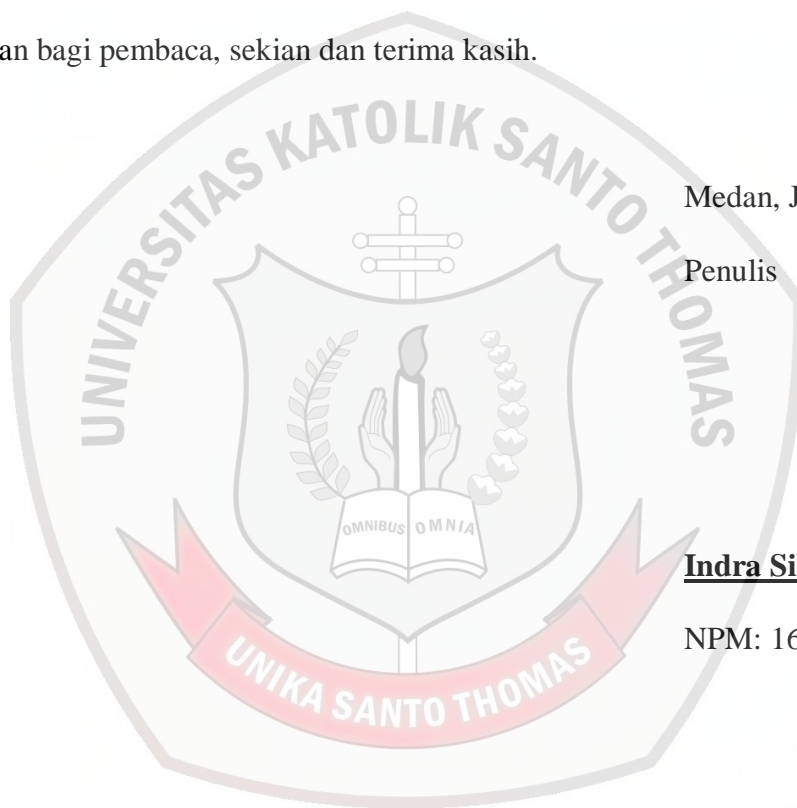 an bagi pembaca, sekian dan terima kasih.
UNIVERSITAS KATOLIK SANTO THOMAS
Medan, J
Penulis
OMNIBUS OMNIA
Indra Si
NPM: 16
UNIKA SANTO THOMAS